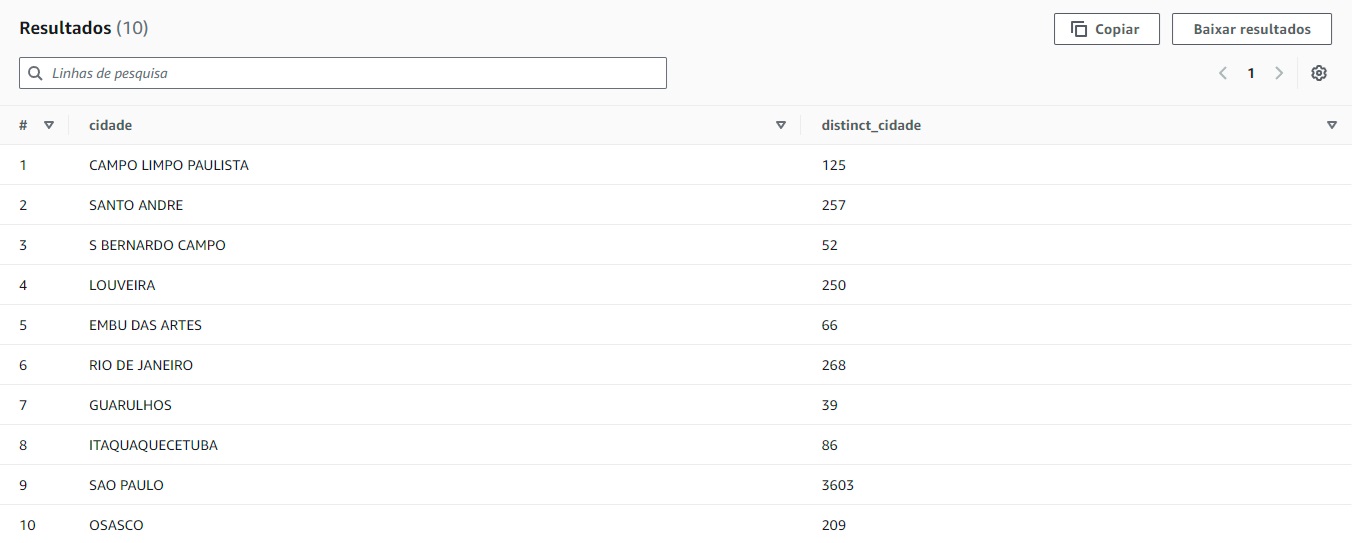 Resultados (10)
Copiar
Baixar resultados
Linhas de pesquisa
1
# cidade distinct_cidade
1 CAMPO LIMPO PAULISTA 125
2 SANTO ANDRE 257
3 S BERNARDO CAMPO 52
4 LOUVEIRA 250
5 EMBU DAS ARTES 66
6 RIO DE JANEIRO 268
7 GUARULHOS 39
8 ITAQUAQUECETUBA 86
9 SAO PAULO 3603
10 OSASCO 209